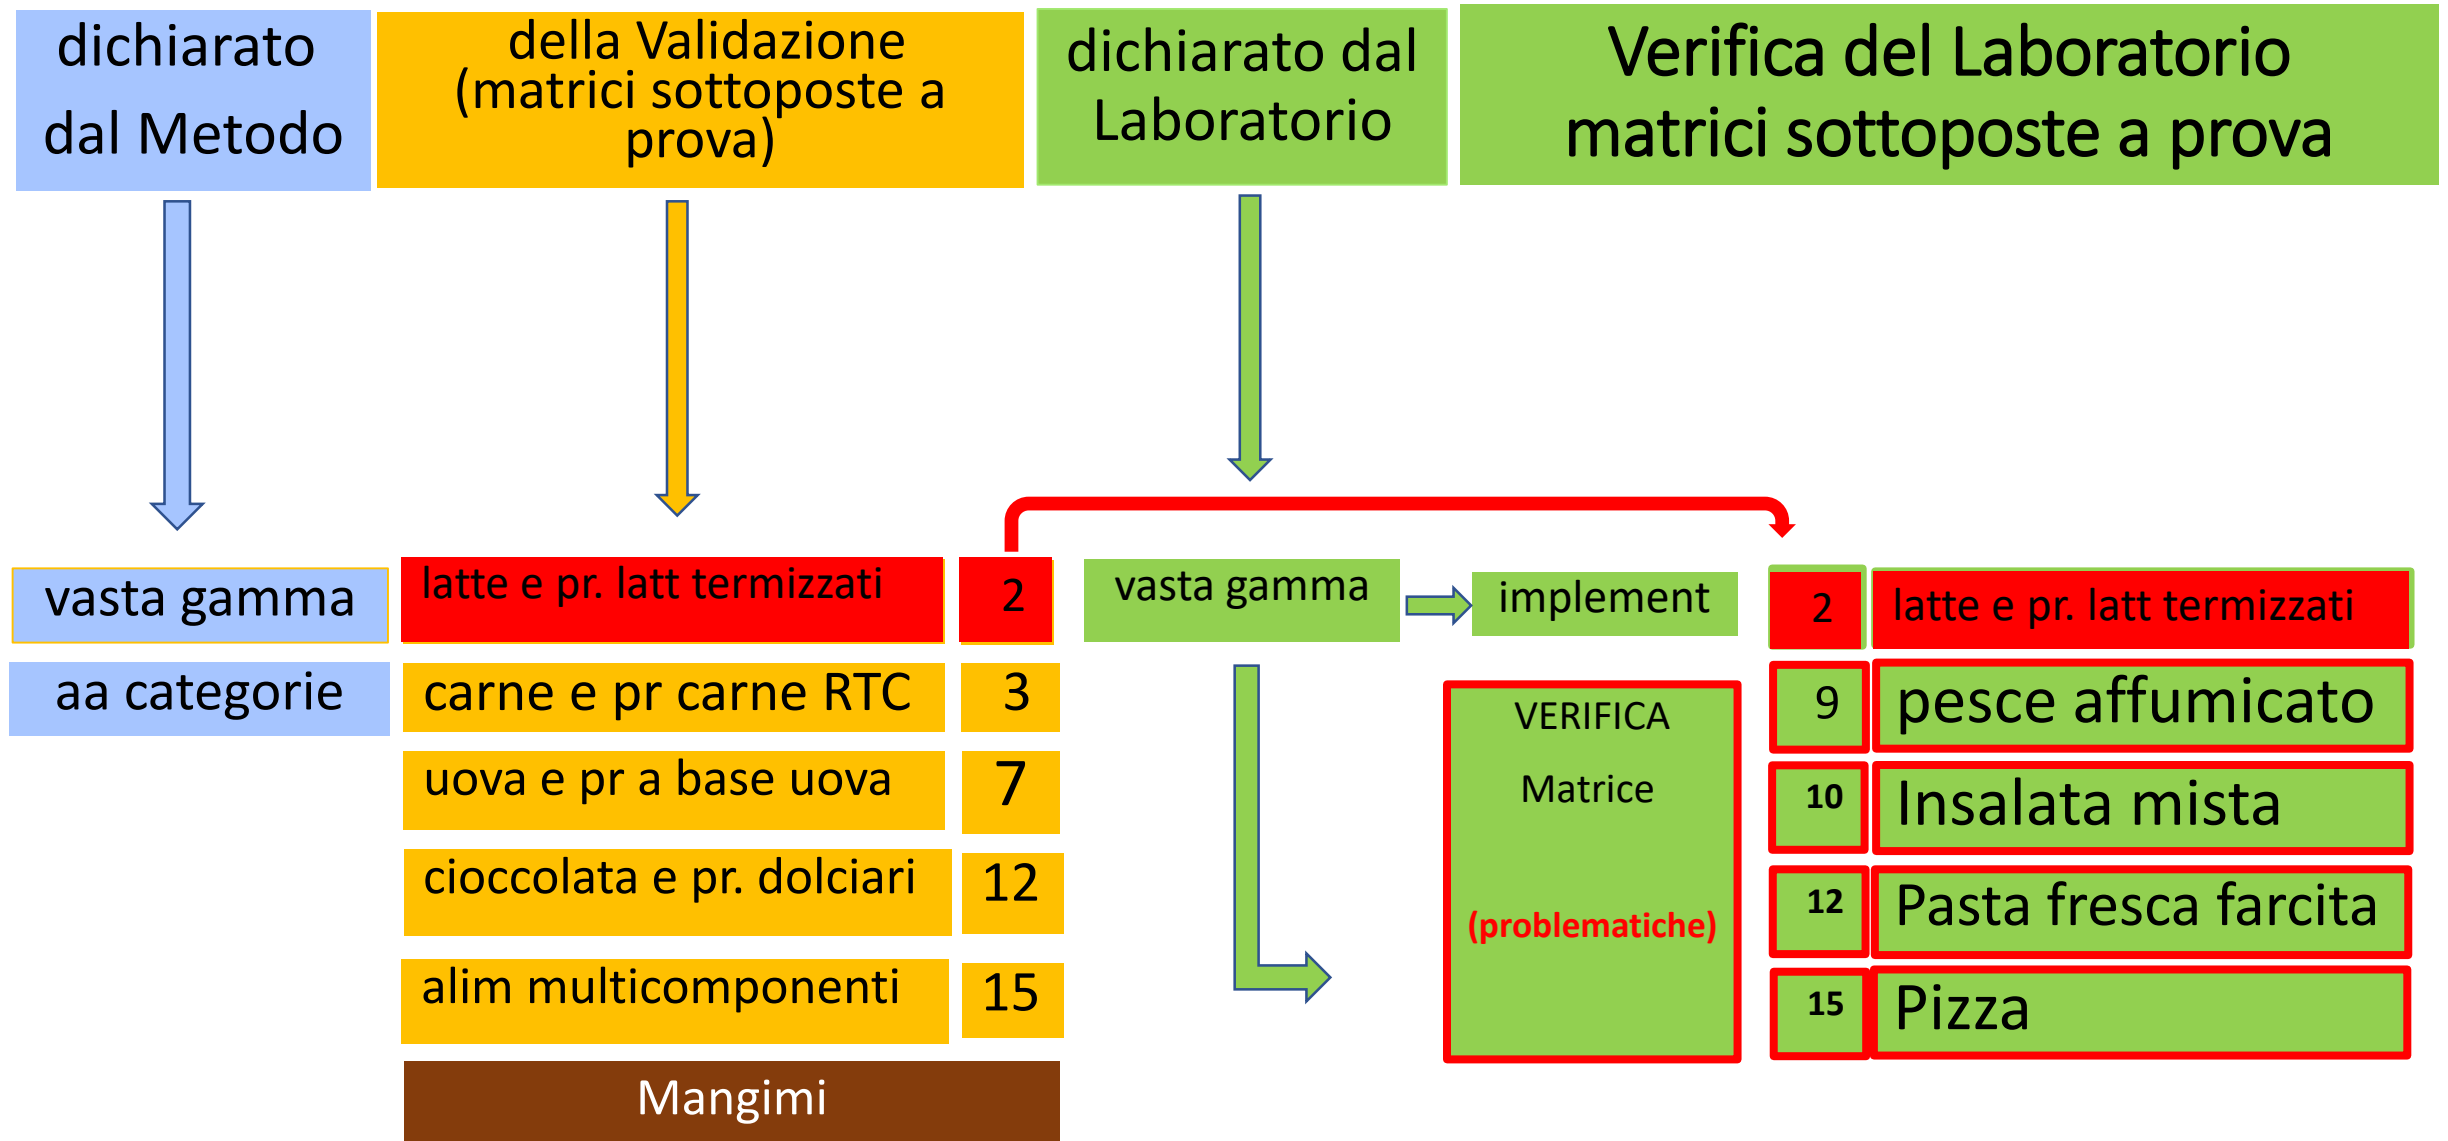 dichiarato
dal Metodo
della Validazione
(matrici sottoposte a
prova)
dichiarato dal
Laboratorio
Verifica del Laboratorio
matrici sottoposte a prova
vasta gamma
latte e pr. latt termizzati
2
vasta gamma
implement
2
latte e pr. latt termizzati
aa categorie
carne e pr carne RTC
3
VERIFICA
Matrice
(problematiche)
9
pesce affumicato
uova e pr a base uova
7
10
Insalata mista
cioccolata e pr. dolciari
12
12
Pasta fresca farcita
alim multicomponenti
15
15
Pizza
Mangimi